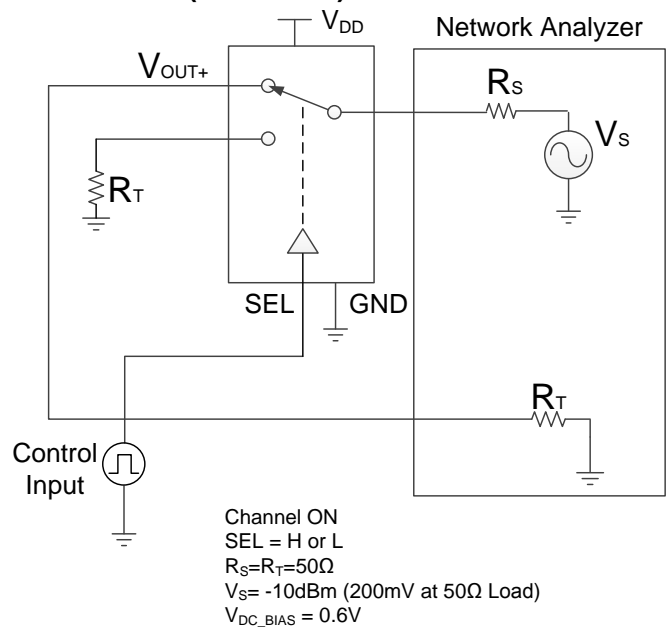 V_DD
Network Analyzer
V_OUT+
R_S
V_S
R_T
SEL
GND
R_T
Control
Input
Channel ON
SEL = H or L
R_S=R_T=50Ω
V_S= -10dBm (200mV at 50Ω Load)
V_DC_BIAS = 0.6V